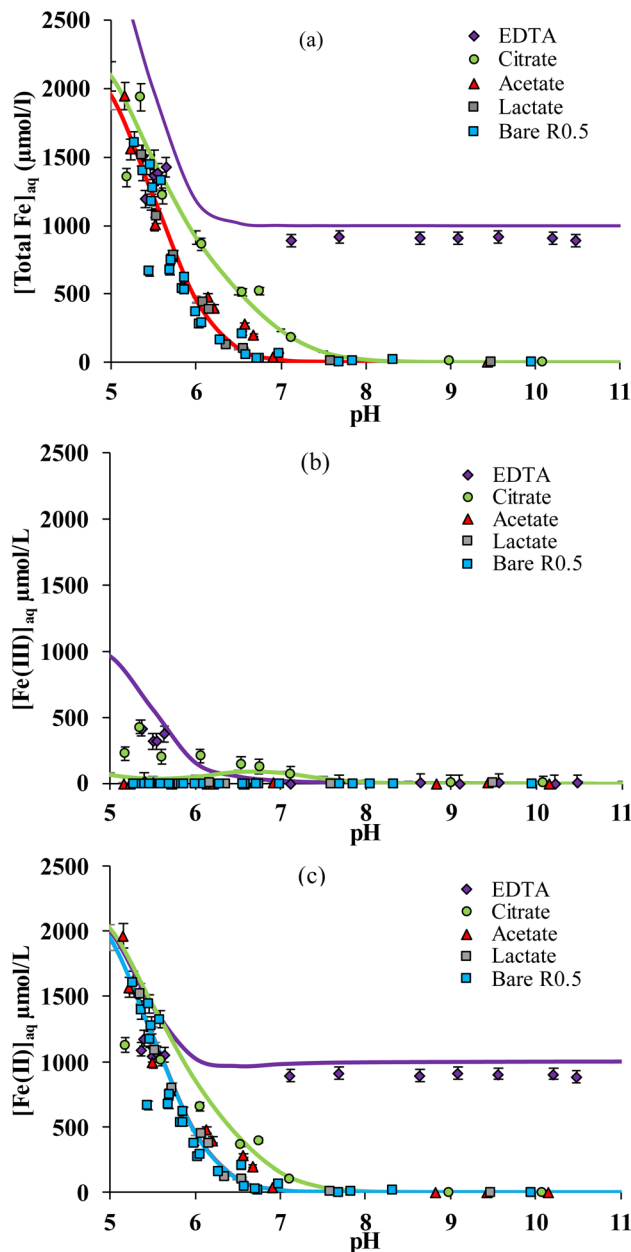 (a)
EDTA
Citrate
Acetate
Lactate
Bare R0.5
[Total Fe]aq (µmol/l)
2500
2000
1500
1000
500
0
5 6 7 8 9 10 11
pH
(b)
EDTA
Citrate
Acetate
Lactate
Bare R0.5
[Fe(III)]aq µmol/L
2500
2000
1500
1000
500
0
5 6 7 8 9 10 11
pH
(c)
EDTA
Citrate
Acetate
Lactate
Bare R0.5
[Fe(II)]aq µmol/L
2500
2000
1500
1000
500
0
5 6 7 8 9 10 11
pH